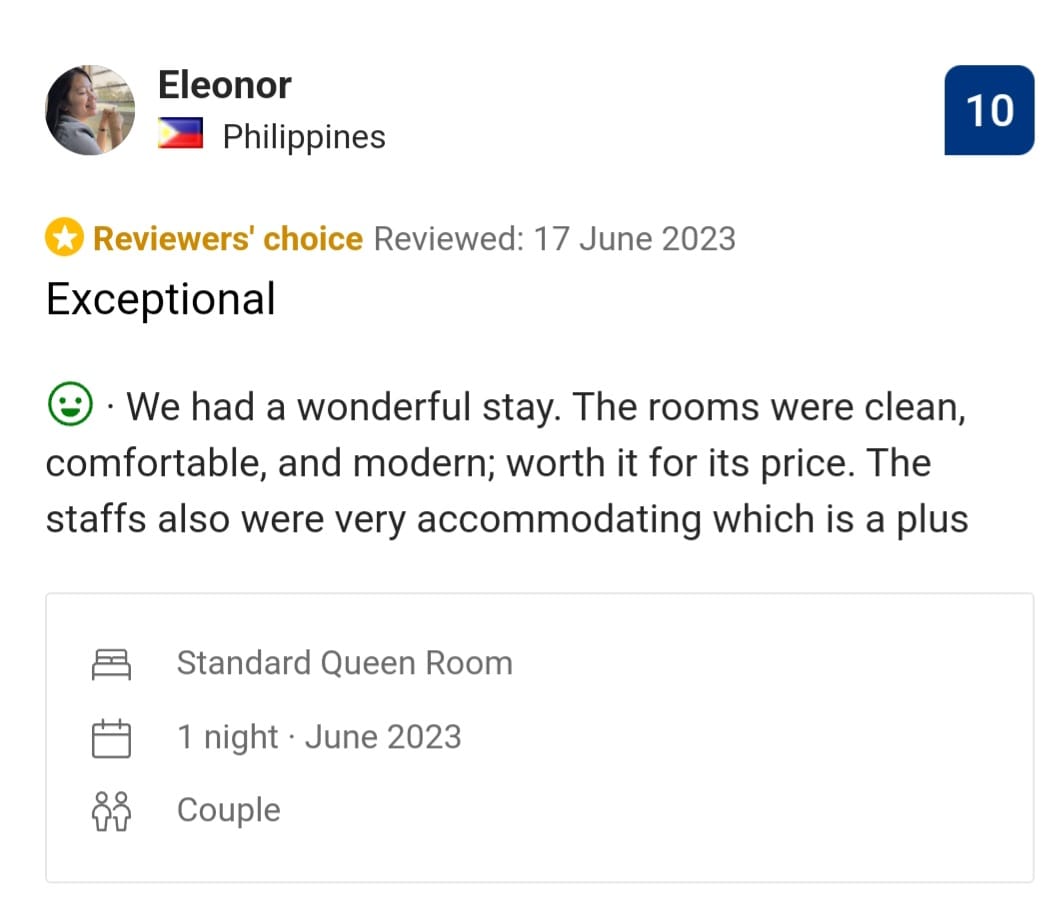 Eleonor
Philippines
10
Reviewers' choice Reviewed: 17 June 2023
Exceptional
· We had a wonderful stay. The rooms were clean,
comfortable, and modern; worth it for its price. The
staffs also were very accommodating which is a plus
Standard Queen Room
1 night · June 2023
Couple